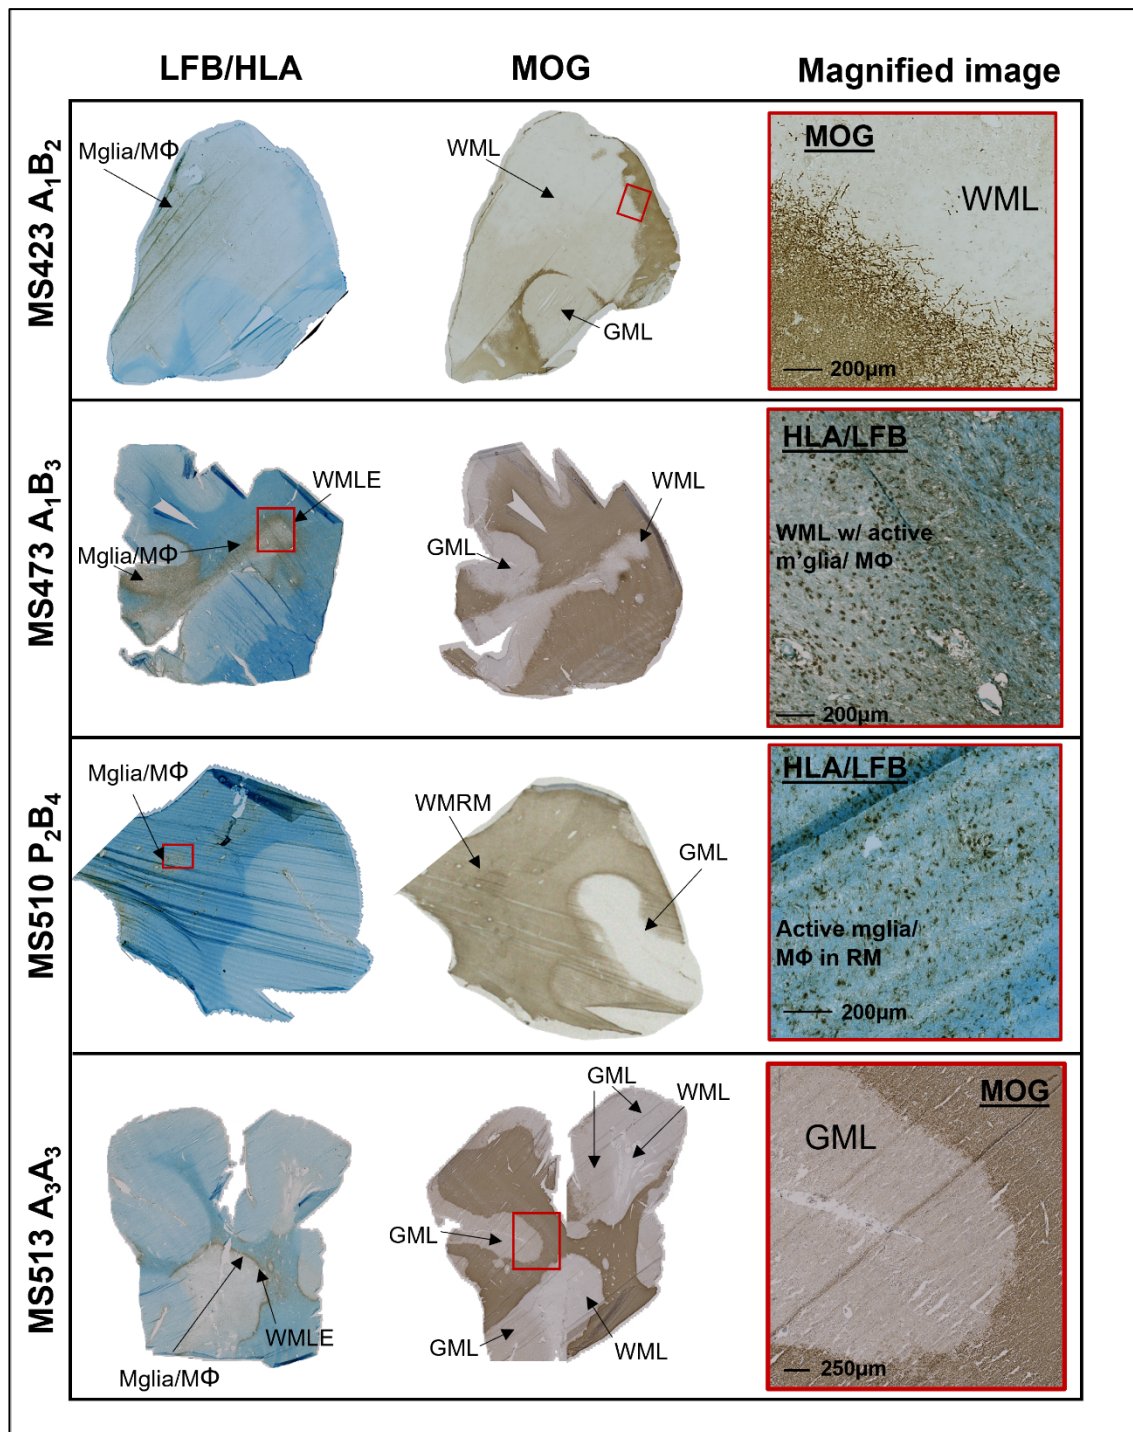 LFB/HLA
MOG
Magnified image
MS423 A₁B₂
Mglia/MΦ
WML
GML
MOG
WML
200µm
MS473 A₁B₃
WMLE
Mglia/MΦ
WML
GML
HLA/LFB
WML w/ active
m'glia/ MΦ
200µm
MS510 P₂B₄
Mglia/MΦ
WMRM
GML
HLA/LFB
Active mglia/
MΦ in RM
200µm
MS513 A₃A₃
WMLE
Mglia/MΦ
GML
WML
GML
GML
WML
MOG
GML
250µm